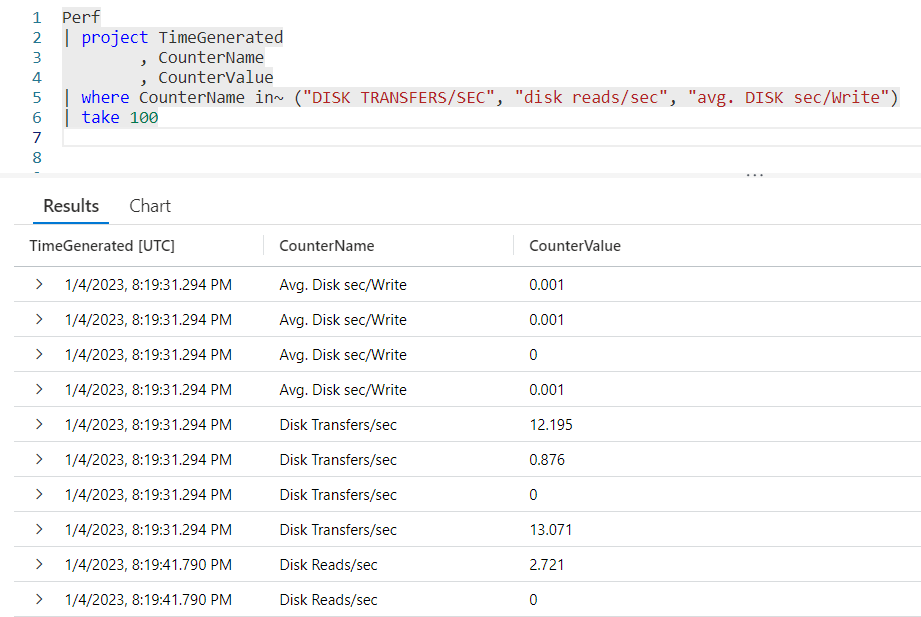 1 Perf
2 | project TimeGenerated
3 , CounterName
4 , CounterValue
5 | where CounterName in~ ("DISK TRANSFERS/SEC", "disk reads/sec", "avg. DISK sec/Write")
6 | take 100
7
8
...
Results Chart
TimeGenerated [UTC] CounterName CounterValue
> 1/4/2023, 8:19:31.294 PM Avg. Disk sec/Write 0.001
> 1/4/2023, 8:19:31.294 PM Avg. Disk sec/Write 0.001
> 1/4/2023, 8:19:31.294 PM Avg. Disk sec/Write 0
> 1/4/2023, 8:19:31.294 PM Avg. Disk sec/Write 0.001
> 1/4/2023, 8:19:31.294 PM Disk Transfers/sec 12.195
> 1/4/2023, 8:19:31.294 PM Disk Transfers/sec 0.876
> 1/4/2023, 8:19:31.294 PM Disk Transfers/sec 0
> 1/4/2023, 8:19:31.294 PM Disk Transfers/sec 13.071
> 1/4/2023, 8:19:41.790 PM Disk Reads/sec 2.721
> 1/4/2023, 8:19:41.790 PM Disk Reads/sec 0